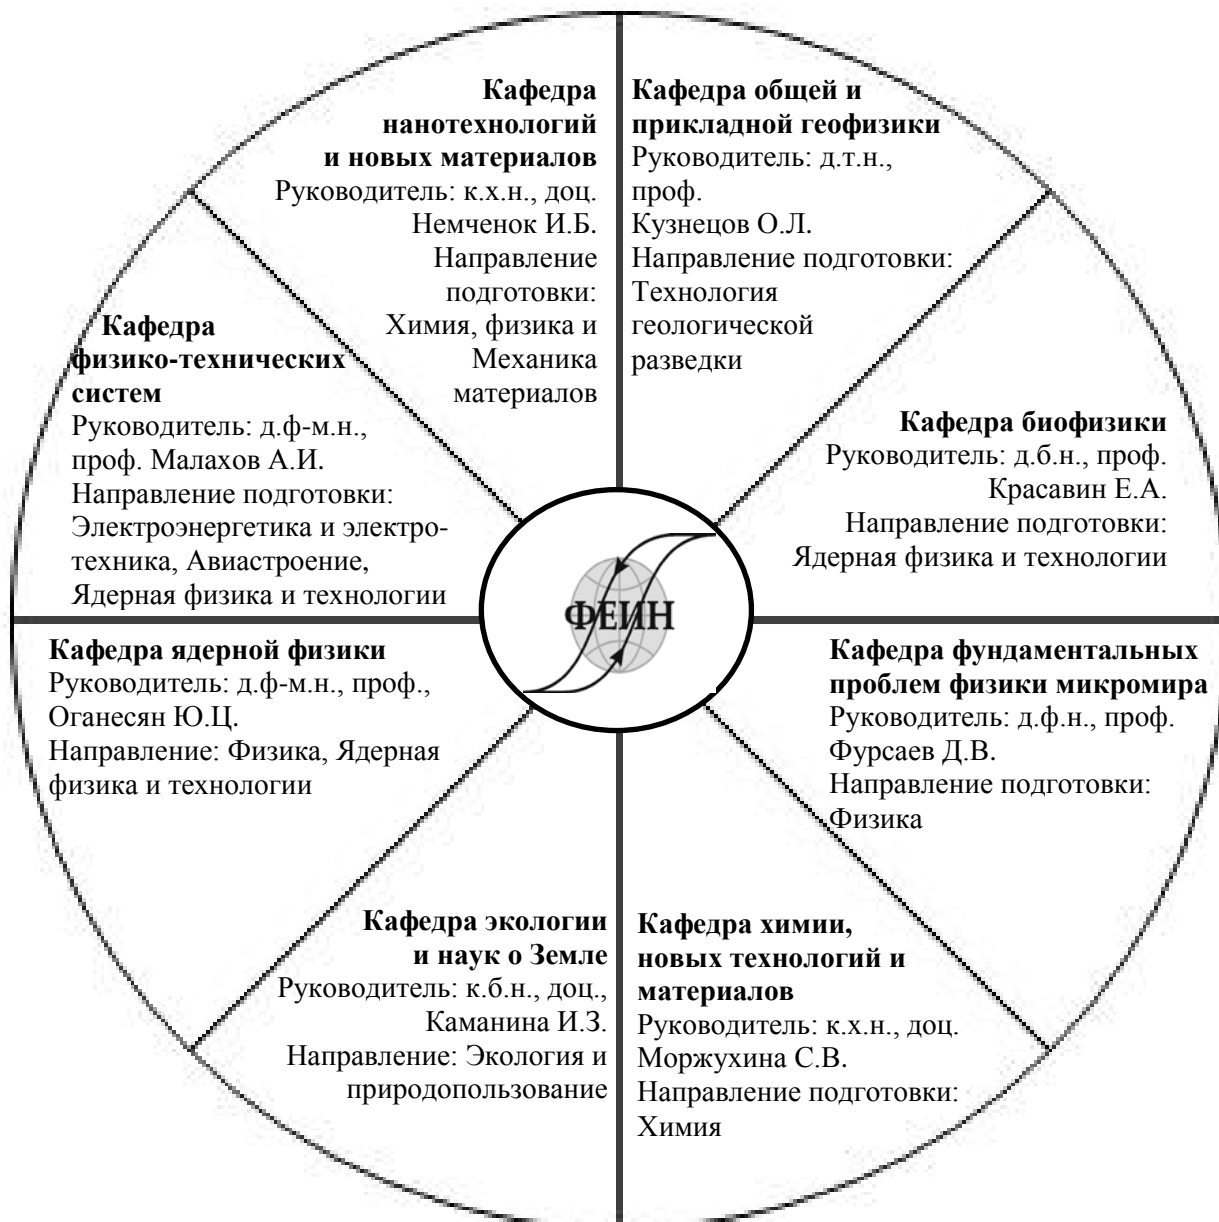 Кафедра
нанотехнологий
и новых материалов
Руководитель: к.х.н., доц.
Немченок И.Б.
Направление
подготовки:
Химия, физика и
Механика
материалов
Кафедра общей и
прикладной геофизики
Руководитель: д.т.н.,
проф.
Кузнецов О.Л.
Направление подготовки:
Технология
геологической
разведки
Кафедра
физико-технических
систем
Руководитель: д.ф-м.н.,
проф. Малахов А.И.
Направление подготовки:
Электроэнергетика и электро-
техника, Авиастроение,
Ядерная физика и технологии
Кафедра биофизики
Руководитель: д.б.н., проф.
Красавин Е.А.
Направление подготовки:
Ядерная физика и технологии
ФЕИН
Кафедра ядерной физики
Руководитель: д.ф-м.н., проф.,
Оганесян Ю.Ц.
Направление: Физика, Ядерная
физика и технологии
Кафедра фундаментальных
проблем физики микромира
Руководитель: д.ф.н., проф.
Фурсаев Д.В.
Направление подготовки:
Физика
Кафедра экологии
и наук о Земле
Руководитель: к.б.н., доц.,
Каманина И.З.
Направление: Экология и
природопользование
Кафедра химии,
новых технологий и
материалов
Руководитель: к.х.н., доц.
Моржухина С.В.
Направление подготовки:
Химия